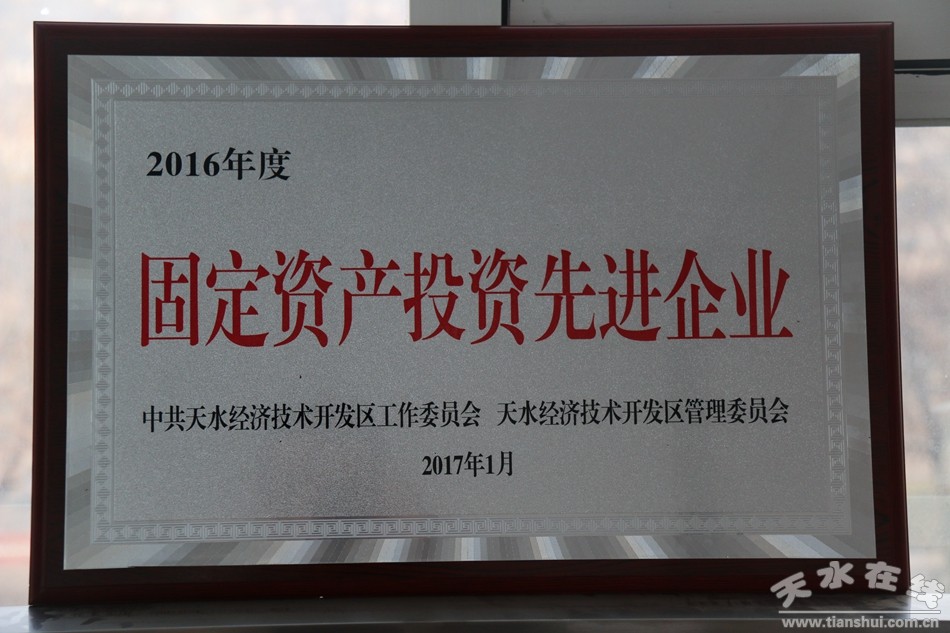 2016年度
固定资产投资先进企业
中共天水经济技术开发区工作委员会 天水经济技术开发区管理委员会
2017年1月
天水在线
www.tianshui.com.cn